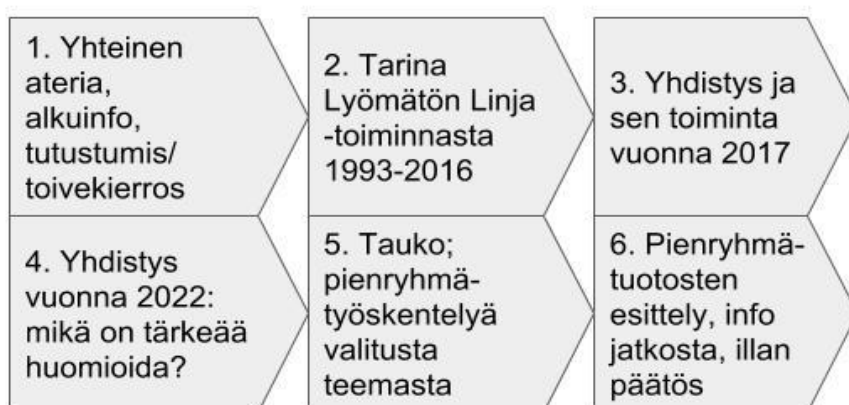 1. Yhteinen
ateria,
alkuinfo,
tutustumis/
toivekierros
2. Tarina
Lyömätön Linja
-toiminnasta
1993-2016
3. Yhdistys ja
sen toiminta
vuonna 2017
4. Yhdistys
vuonna 2022:
mikä on tärkeää
huomioida?
5. Tauko;
pienryhmä-
työskentelyä
valitusta
teemasta
6. Pienryhmä-
tuotosten
esittely, info
jatkosta, illan
päätös